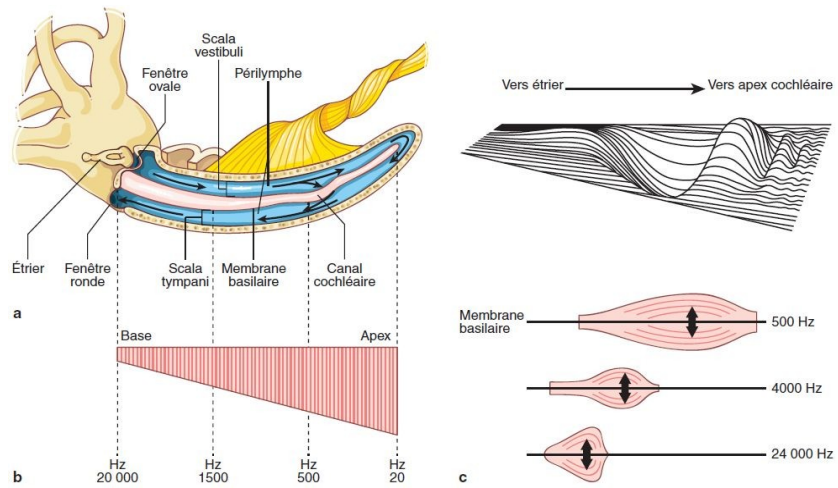 Scala
vestibuli
Fenêtre
ovale
Périlymphe
Étrier
Fenêtre
ronde
Scala
tympani
Membrane
basilaire
Canal
cochléaire
a
Base
Apex
Hz
20 000
Hz
1500
Hz
500
Hz
20
b
Vers étrier
Vers apex cochléaire
Membrane
basilaire
500 Hz
4000 Hz
24 000 Hz
c